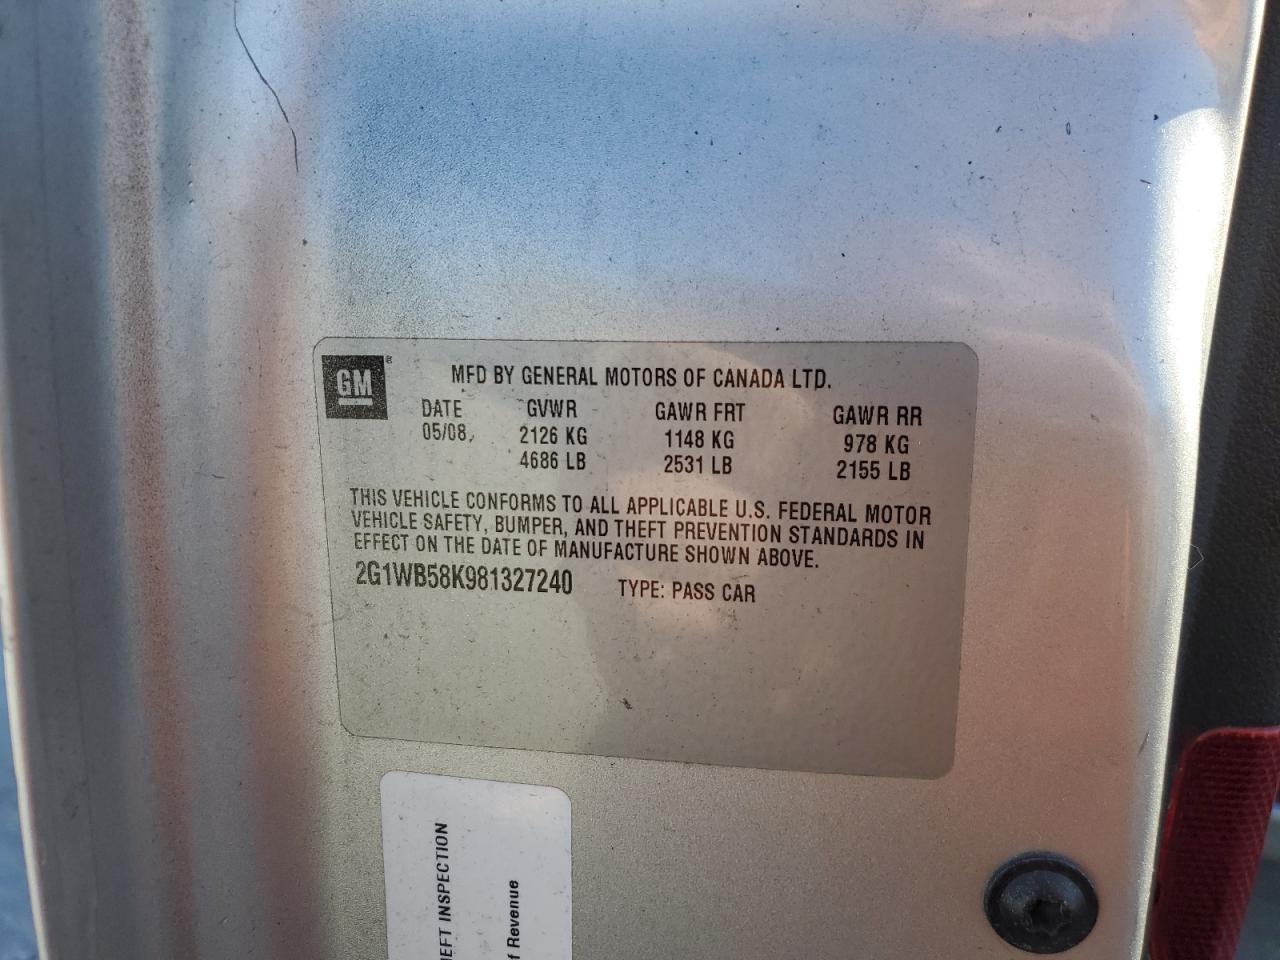 GM ®
MFD BY GENERAL MOTORS OF CANADA LTD.
DATE GVWR GAWR FRT GAWR RR
05/08 2126 KG 1148 KG 978 KG
4686 LB 2531 LB 2155 LB
THIS VEHICLE CONFORMS TO ALL APPLICABLE U.S. FEDERAL MOTOR
VEHICLE SAFETY, BUMPER, AND THEFT PREVENTION STANDARDS IN
EFFECT ON THE DATE OF MANUFACTURE SHOWN ABOVE.
2G1WB58K981327240 TYPE: PASS CAR
INSPECTION
Revenue